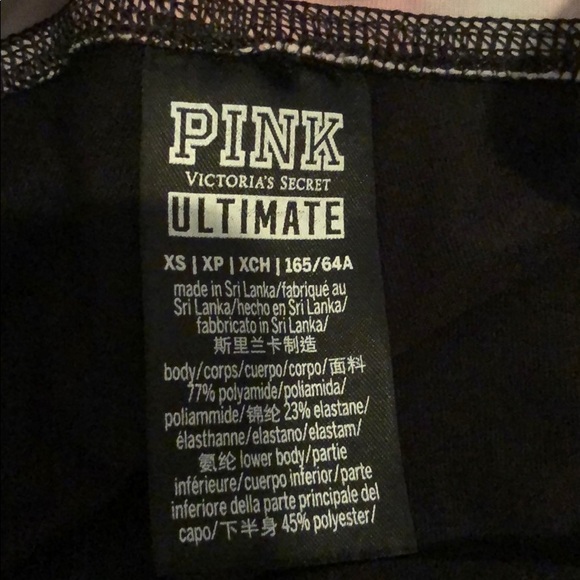 PINK
VICTORIA'S SECRET
ULTIMATE
XS | XP | XCH | 165/64A
made in Sri Lanka/fabriqué au
Sri Lanka/hecho en Sri Lanka/
fabbricato in Sri Lanka/
斯里兰卡制造
body/corps/cuerpo/corpo/面料
77% polyamide/poliamida/
poliammide/锦纶 23% elastane/
élasthanne/elastano/elastam/
氨纶 lower body/partie
inférieure/cuerpo inferior/parte
inferiore della parte principale del
capo/下半身 45% polyester/